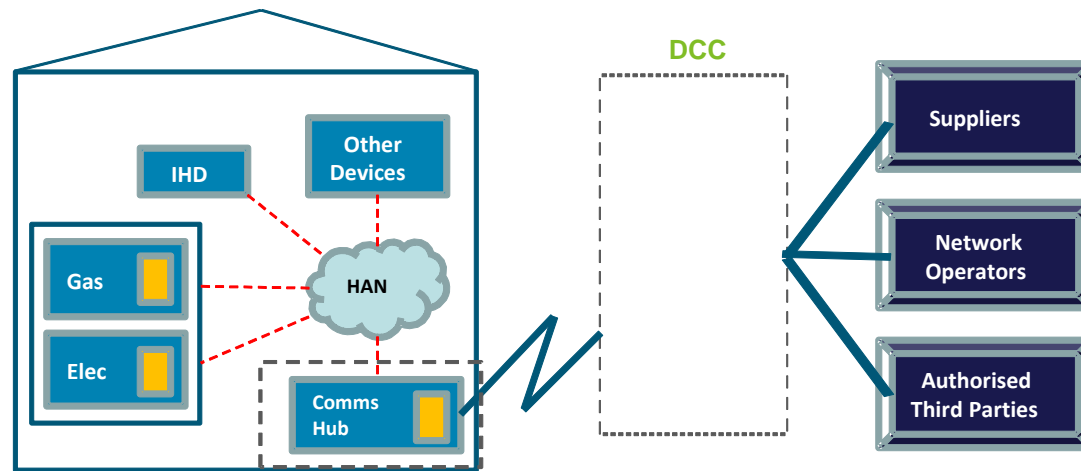 DCC
Suppliers
Other
Devices
IHD
Gas
HAN
Network
Operators
Elec
Comms
Hub
Authorised
Third Parties